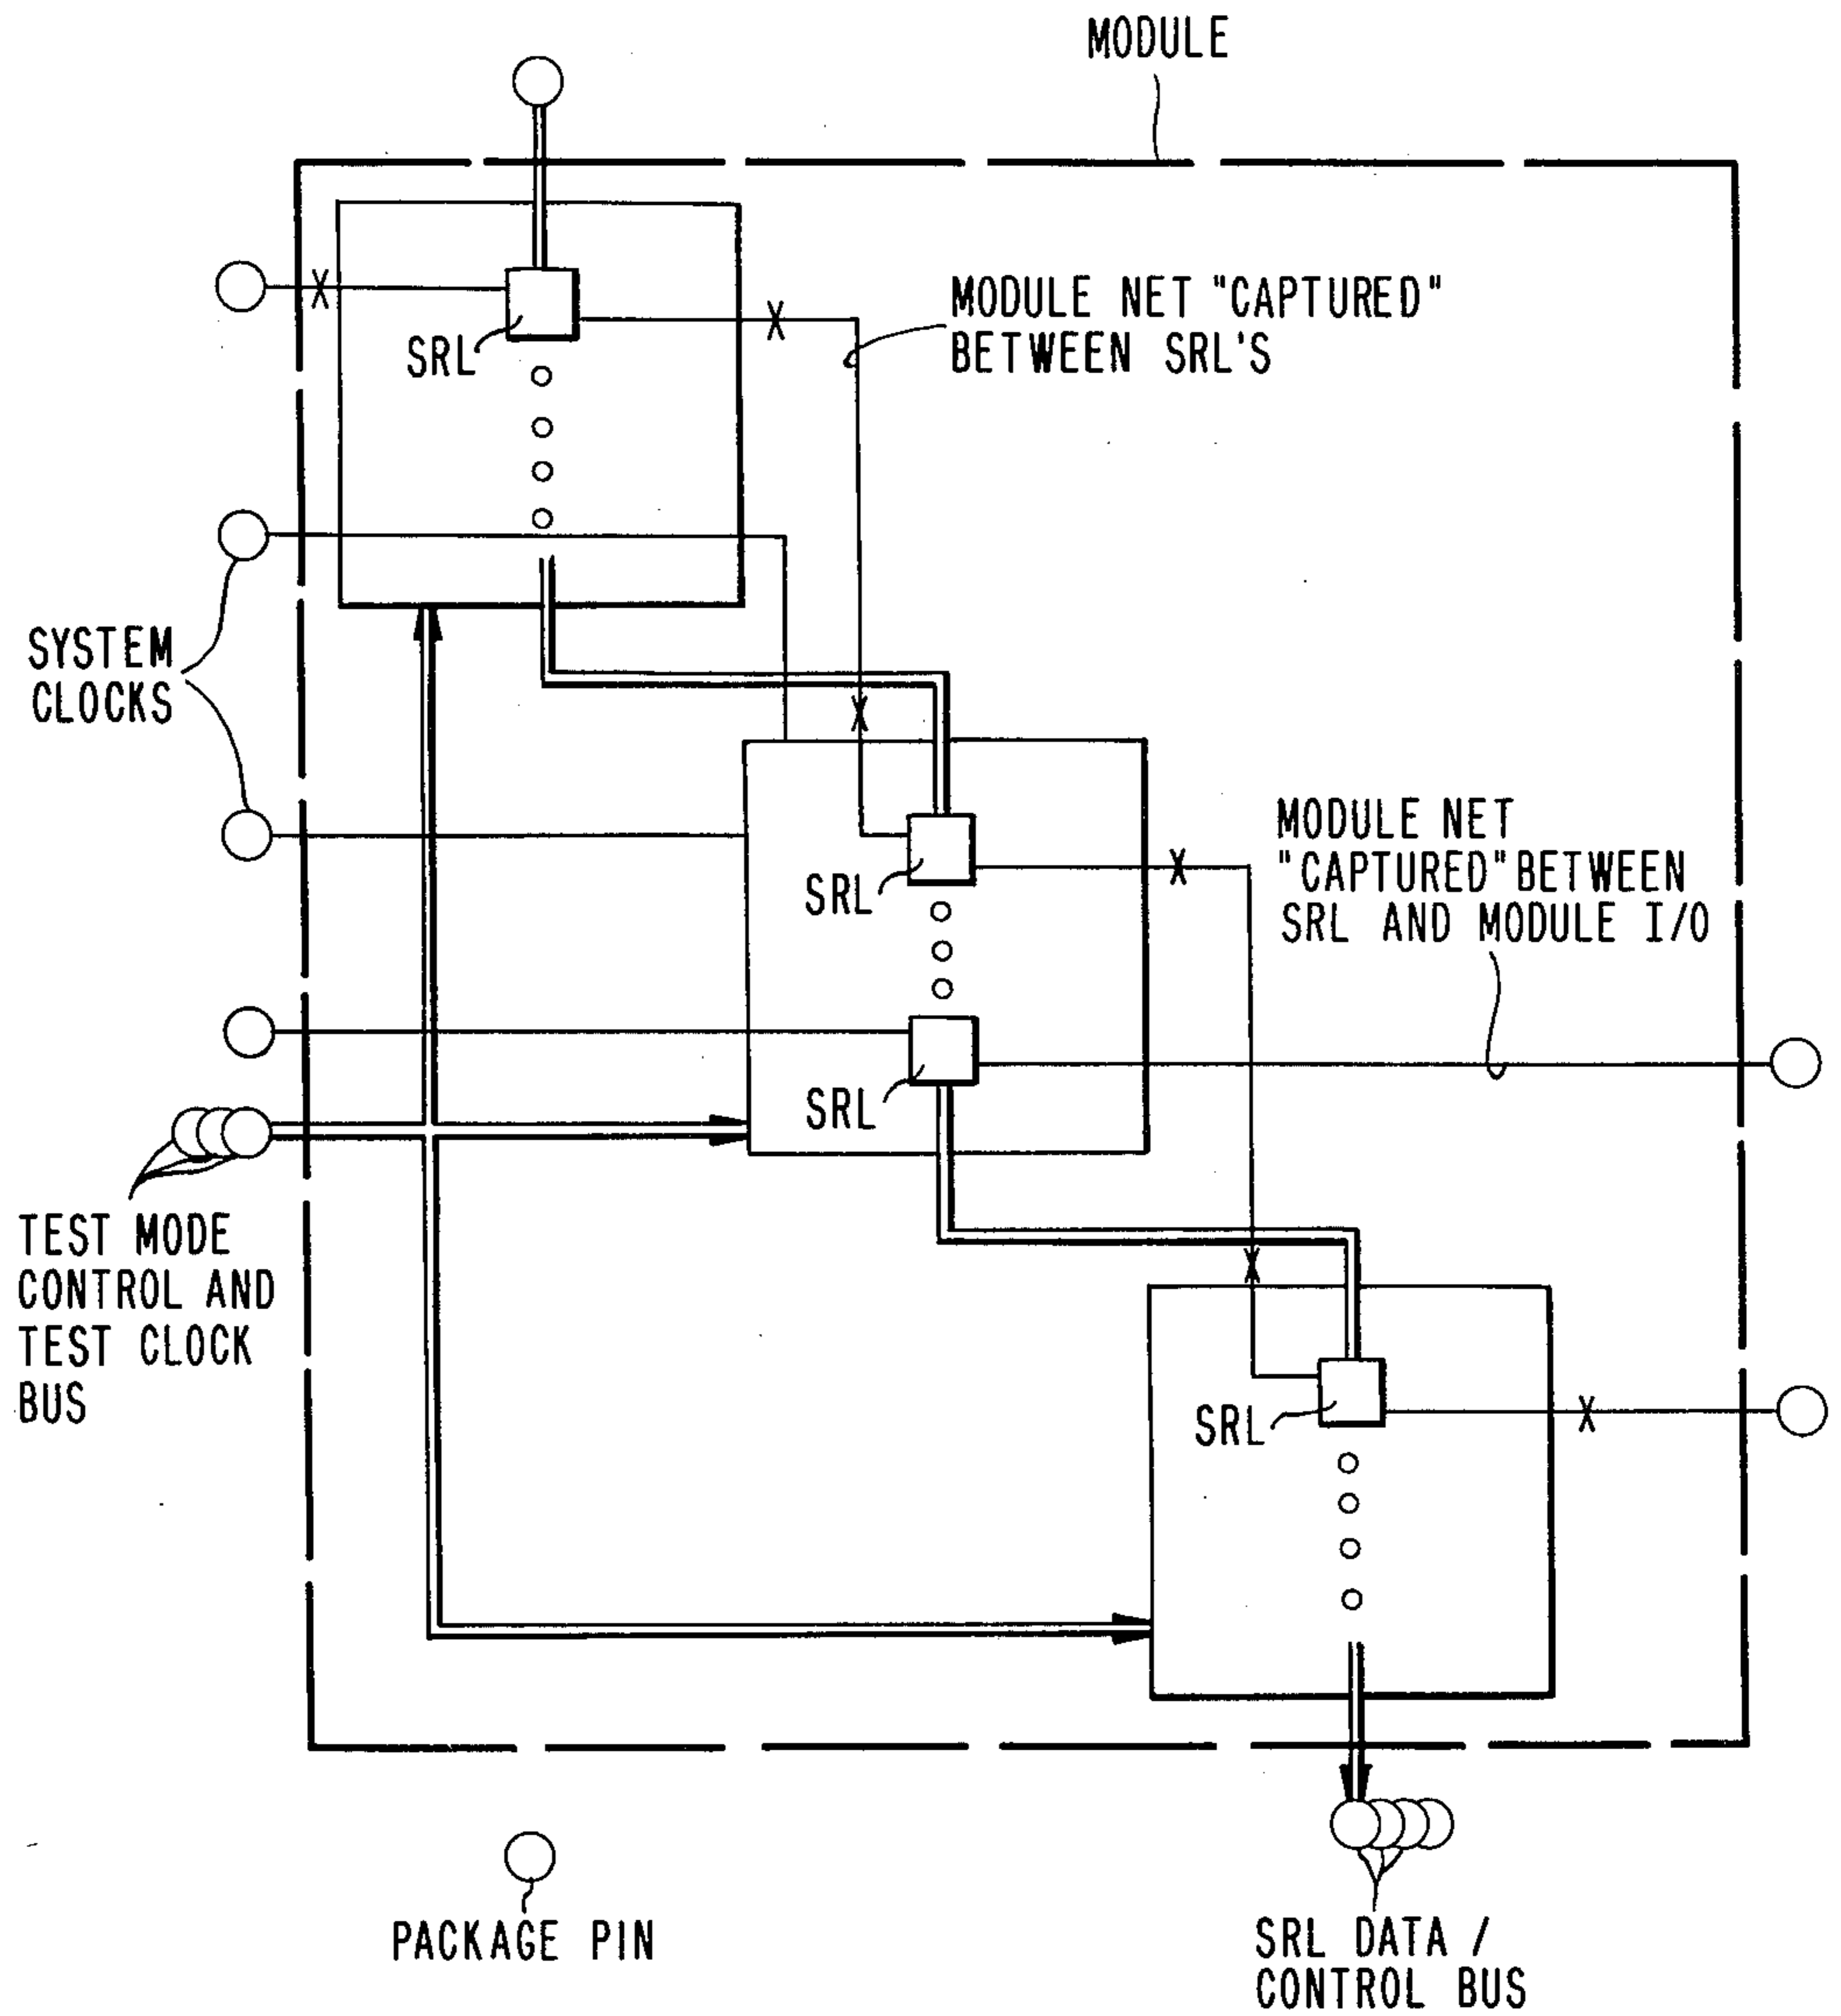 MODULE
MODULE NET "CAPTURED"
BETWEEN SRL'S
SRL
X
X
SYSTEM
CLOCKS
X
MODULE NET
"CAPTURED" BETWEEN
SRL AND MODULE I/O
SRL
X
SRL
TEST MODE
CONTROL AND
TEST CLOCK
BUS
X
SRL
X
PACKAGE PIN
SRL DATA /
CONTROL BUS